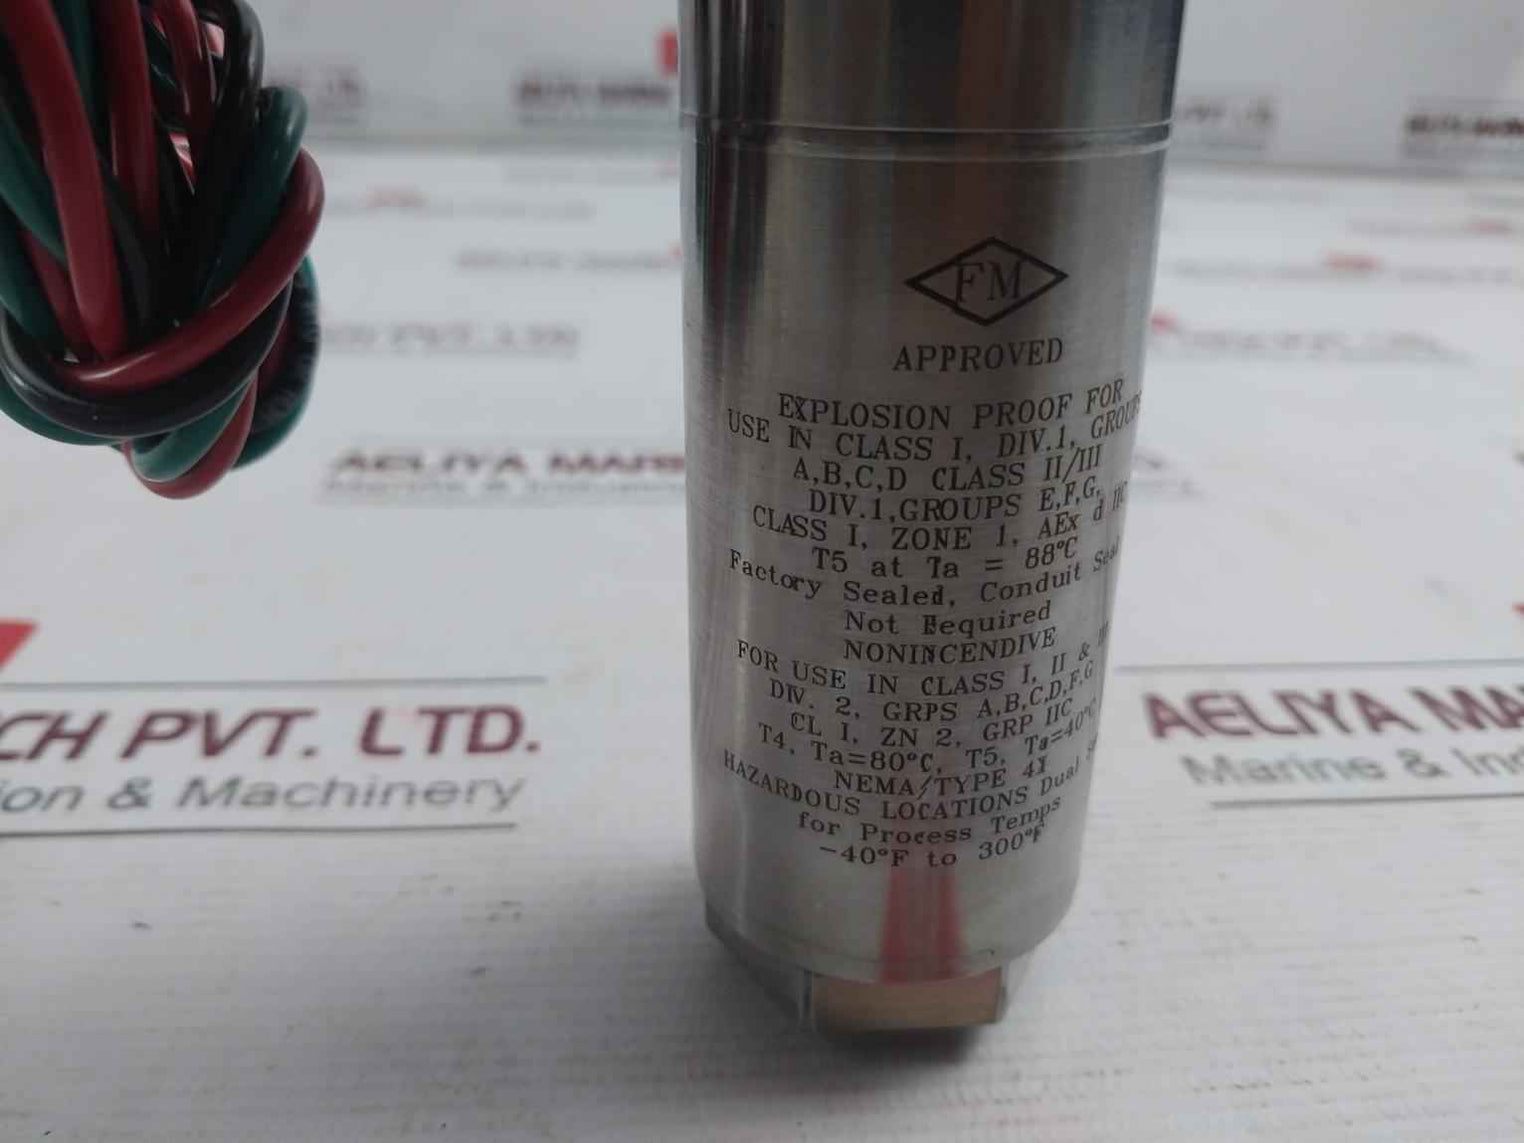 FM
APPROVED
EXPLOSION PROOF FOR
USE IN CLASS I, DIV.1, GROUPS
A,B,C,D CLASS II/III
DIV.1,GROUPS E,F,G,
CLASS I, ZONE 1, AEx d IIC
T5 at Ta = 88°C
Factory Sealed, Conduit Seal
Not Required
NONINCENDIVE
FOR USE IN CLASS I, II &
DIV. 2, GRPS A,B,C,D,F,G
CL I, ZN 2, GRP IIC
T4, Ta=80°C, T5, Ta=40°C
NEMA/TYPE 4X
HAZARDOUS LOCATIONS Dual
for Process Temps
-40°F to 300°F
AELIYA MARI
CH PVT. LTD.
ion & Machinery
AELIYA MA
Marine & Ind